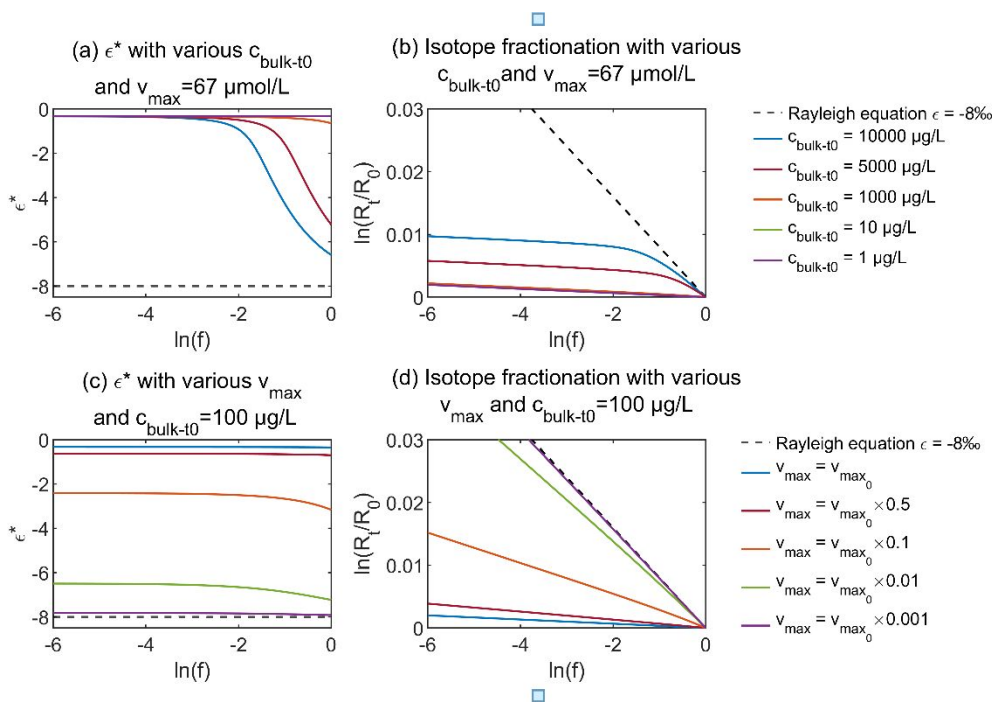 (a) ϵ* with various c_bulk-t0
and v_max=67 µmol/L
0
-2
-4
-6
-8
ϵ*
-6 -4 -2 0
ln(f)
(b) Isotope fractionation with various
c_bulk-t0 and v_max=67 µmol/L
0.03
0.02
0.01
0
ln(R_t/R_0)
-6 -4 -2 0
ln(f)
Rayleigh equation ϵ = -8‰
c_bulk-t0 = 10000 µg/L
c_bulk-t0 = 5000 µg/L
c_bulk-t0 = 1000 µg/L
c_bulk-t0 = 10 µg/L
c_bulk-t0 = 1 µg/L
(c) ϵ* with various v_max
and c_bulk-t0=100 µg/L
0
-2
-4
-6
-8
ϵ*
-6 -4 -2 0
ln(f)
(d) Isotope fractionation with various
v_max and c_bulk-t0=100 µg/L
0.03
0.02
0.01
0
ln(R_t/R_0)
-6 -4 -2 0
ln(f)
Rayleigh equation ϵ = -8‰
v_max = v_max_0
v_max = v_max_0×0.5
v_max = v_max_0×0.1
v_max = v_max_0×0.01
v_max = v_max_0×0.001